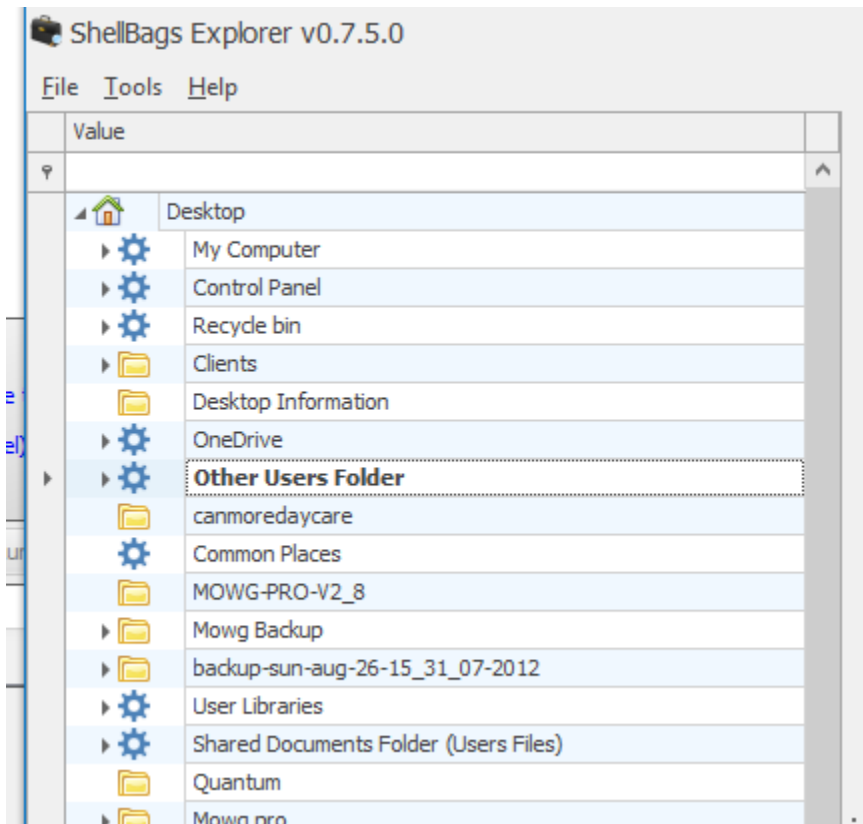 ShellBags Explorer v0.7.5.0
File Tools Help
Value
Desktop
My Computer
Control Panel
Recycle bin
Clients
Desktop Information
OneDrive
Other Users Folder
canmoredaycare
Common Places
MOWG-PRO-V2_8
Mowg Backup
backup-sun-aug-26-15_31_07-2012
User Libraries
Shared Documents Folder (Users Files)
Quantum
Mowg pro